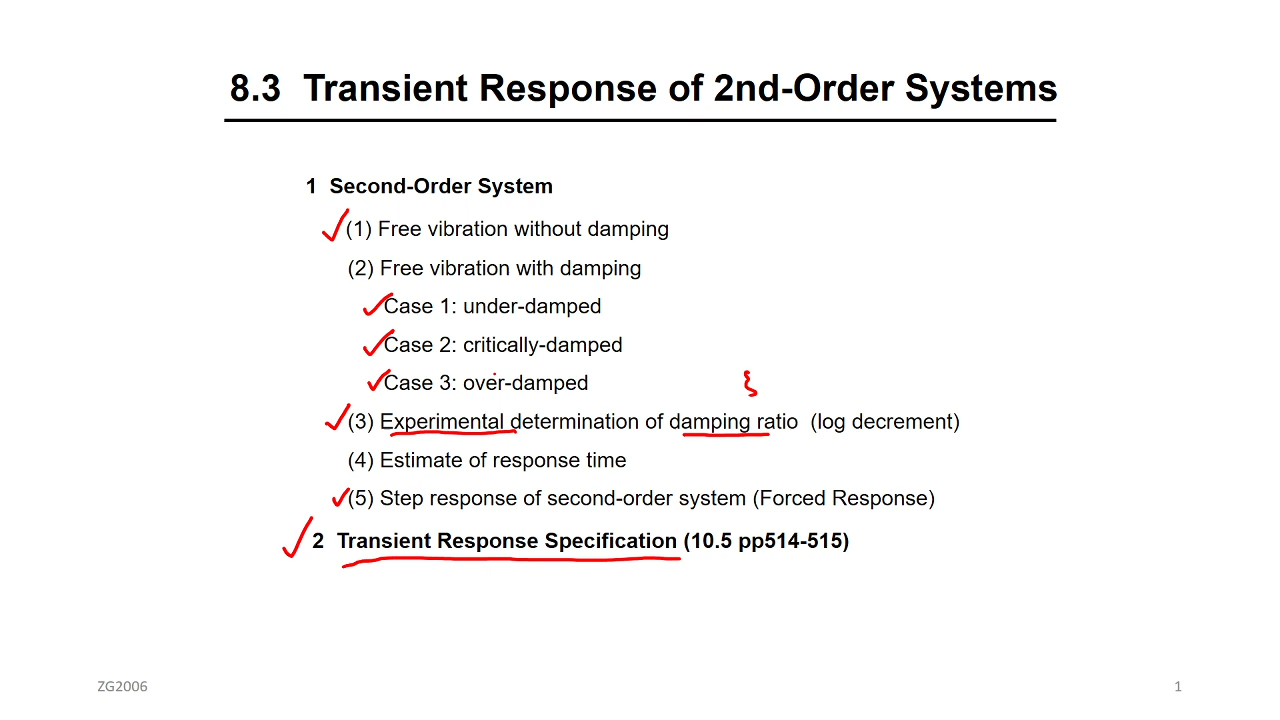 8.3 Transient Response of 2nd-Order Systems
1 Second-Order System
(1) Free vibration without damping
(2) Free vibration with damping
Case 1: under-damped
Case 2: critically-damped
Case 3: over-damped
ξ
(3) Experimental determination of damping ratio (log decrement)
(4) Estimate of response time
(5) Step response of second-order system (Forced Response)
2 Transient Response Specification (10.5 pp514-515)
ZG2006
1